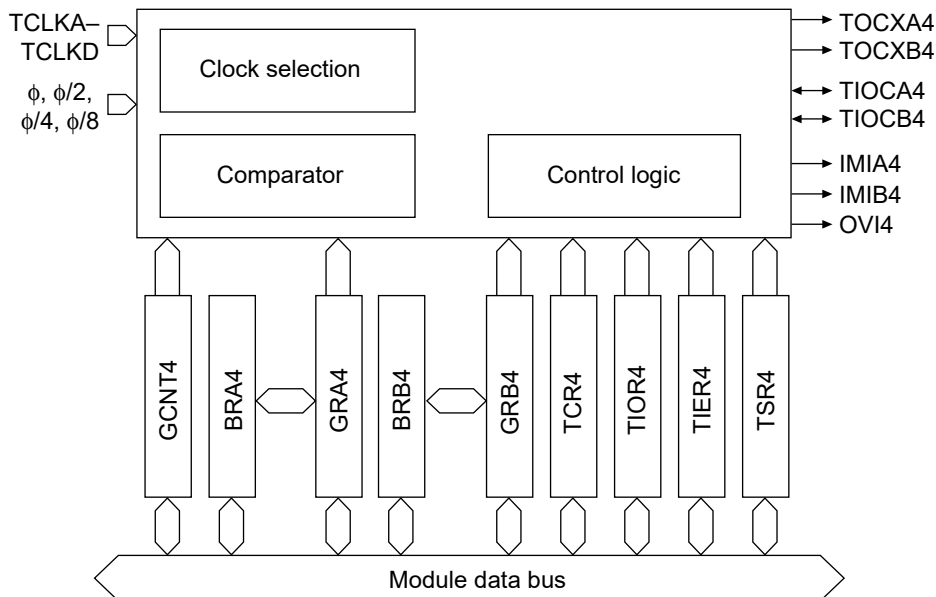 TCLKA–
TCLKD
ϕ, ϕ/2,
ϕ/4, ϕ/8
Clock selection
Comparator
Control logic
TOCXA4
TOCXB4
TIOCA4
TIOCB4
IMIA4
IMIB4
OVI4
GCNT4
BRA4
GRA4
BRB4
GRB4
TCR4
TIOR4
TIER4
TSR4
Module data bus